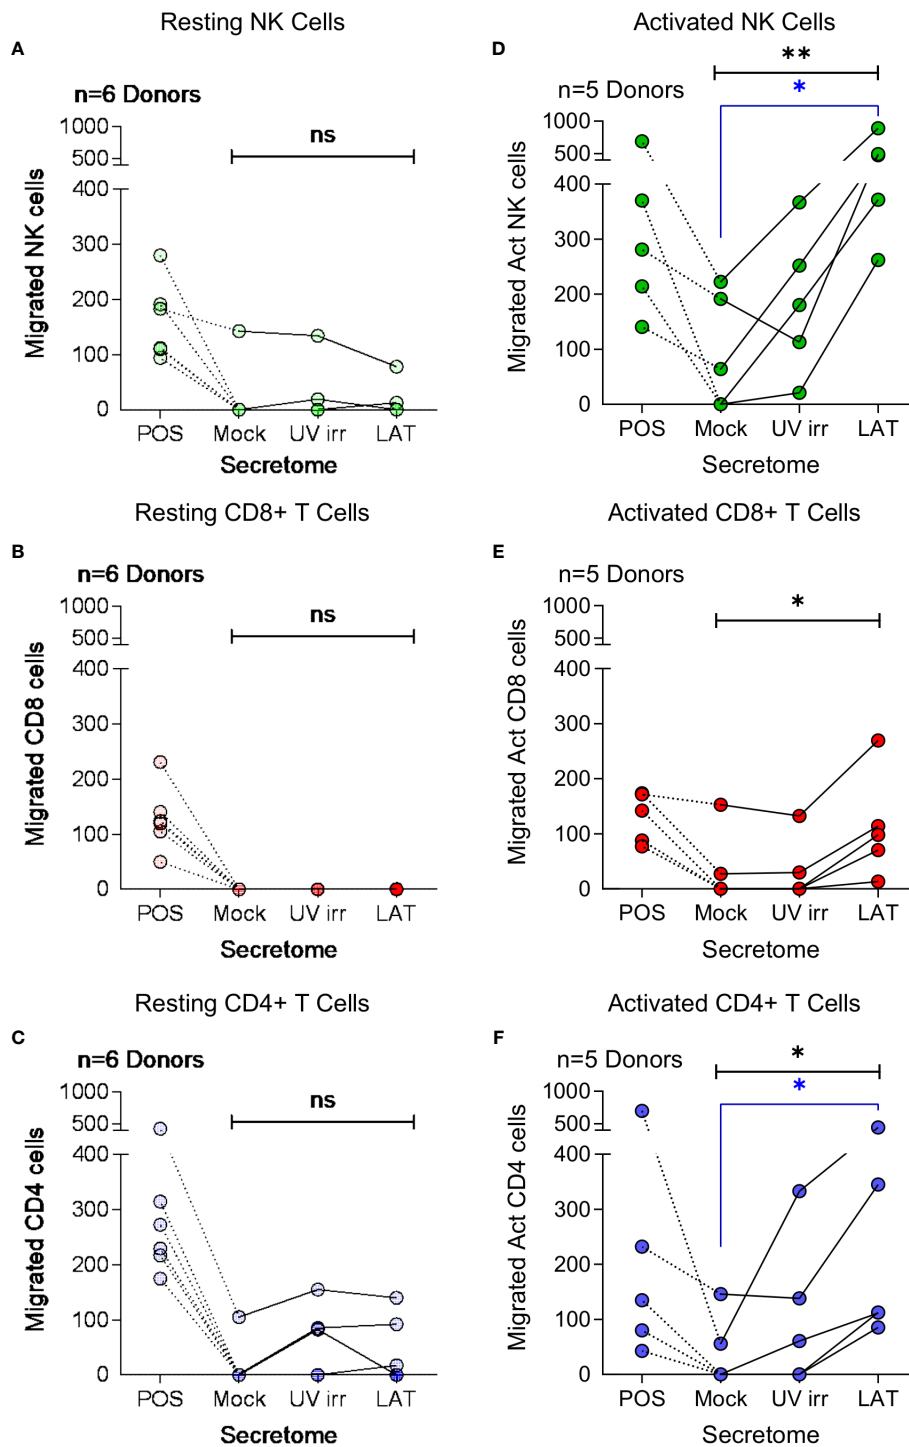 Resting NK Cells
A
n=6 Donors
ns
1000
500
400
300
200
100
0
Migrated NK cells
POS Mock UV irr LAT
Secretome
Activated NK Cells
D
**
*
n=5 Donors
1000
500
400
300
200
100
0
Migrated Act NK cells
POS Mock UV irr LAT
Secretome
Resting CD8+ T Cells
B
n=6 Donors
ns
1000
500
400
300
200
100
0
Migrated CD8 cells
POS Mock UV irr LAT
Secretome
Activated CD8+ T Cells
E
n=5 Donors
*
1000
500
400
300
200
100
0
Migrated Act CD8 cells
POS Mock UV irr LAT
Secretome
Resting CD4+ T Cells
C
n=6 Donors
ns
1000
500
400
300
200
100
0
Migrated CD4 cells
POS Mock UV irr LAT
Secretome
Activated CD4+ T Cells
F
n=5 Donors
*
*
1000
500
400
300
200
100
0
Migrated Act CD4 cells
POS Mock UV irr LAT
Secretome